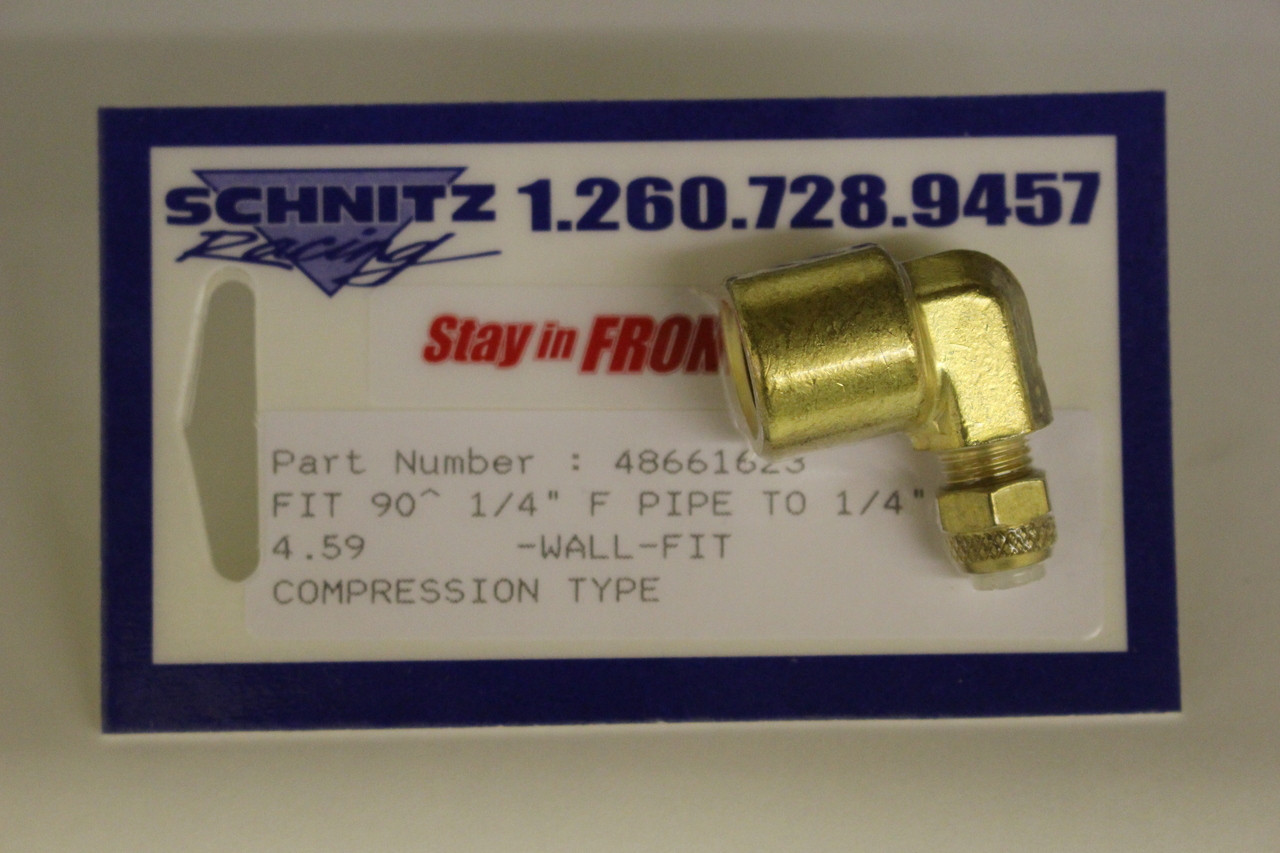 SCHNITZ 1.260.728.9457
Racing
Stay in FRON
Part Number : 48661623
FIT 90^ 1/4" F PIPE TO 1/4"
4.59 -WALL-FIT
COMPRESSION TYPE